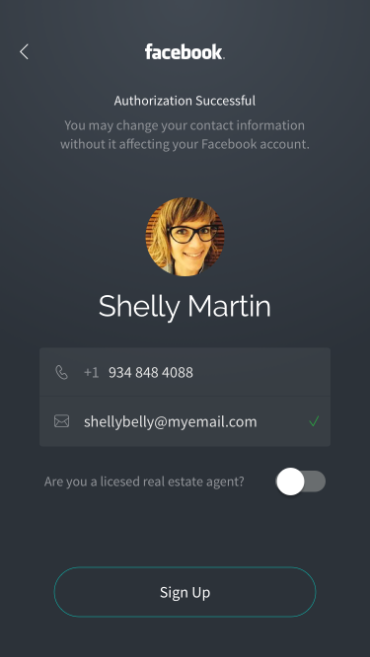 facebook.
Authorization Successful
You may change your contact information
without it affecting your Facebook account.
Shelly Martin
+1 934 848 4088
shellybelly@myemail.com
Are you a licesed real estate agent?
Sign Up